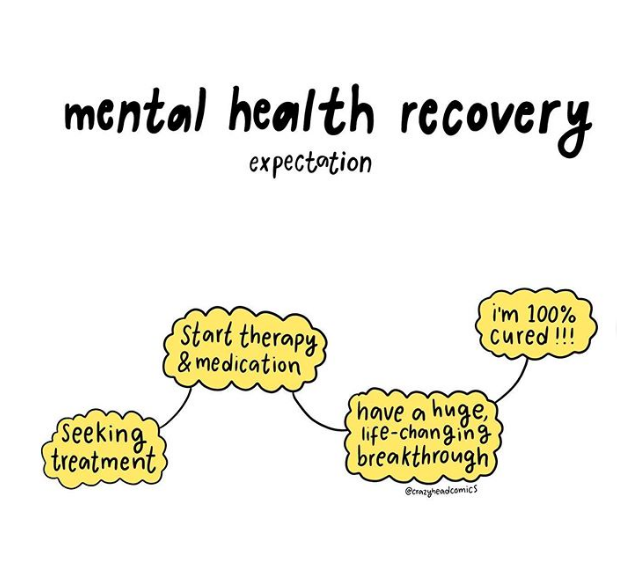 mental health recovery
expectation
seeking
treatment
start therapy
& medication
have a huge,
life-changing
breakthrough
i'm 100%
cured !!!
@crazyheadcomics